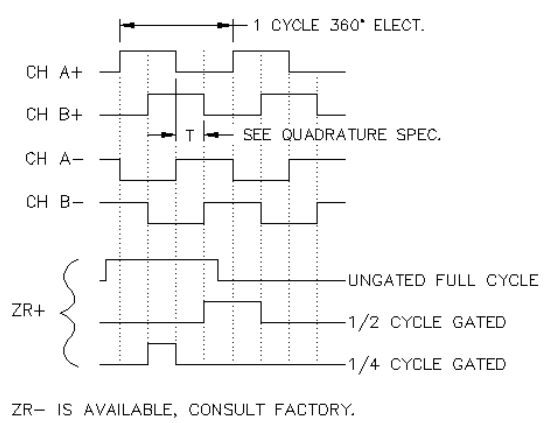 1 CYCLE 360° ELECT.
CH A+
CH B+
T
SEE QUADRATURE SPEC.
CH A−
CH B−
UNGATED FULL CYCLE
ZR+
1/2 CYCLE GATED
1/4 CYCLE GATED
ZR− IS AVAILABLE, CONSULT FACTORY.